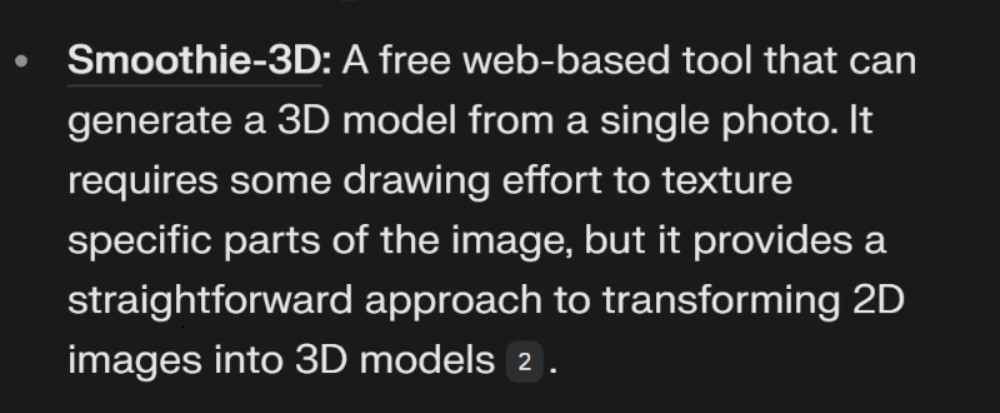 • Smoothie-3D: A free web-based tool that can
generate a 3D model from a single photo. It
requires some drawing effort to texture
specific parts of the image, but it provides a
straightforward approach to transforming 2D
images into 3D models 2 .